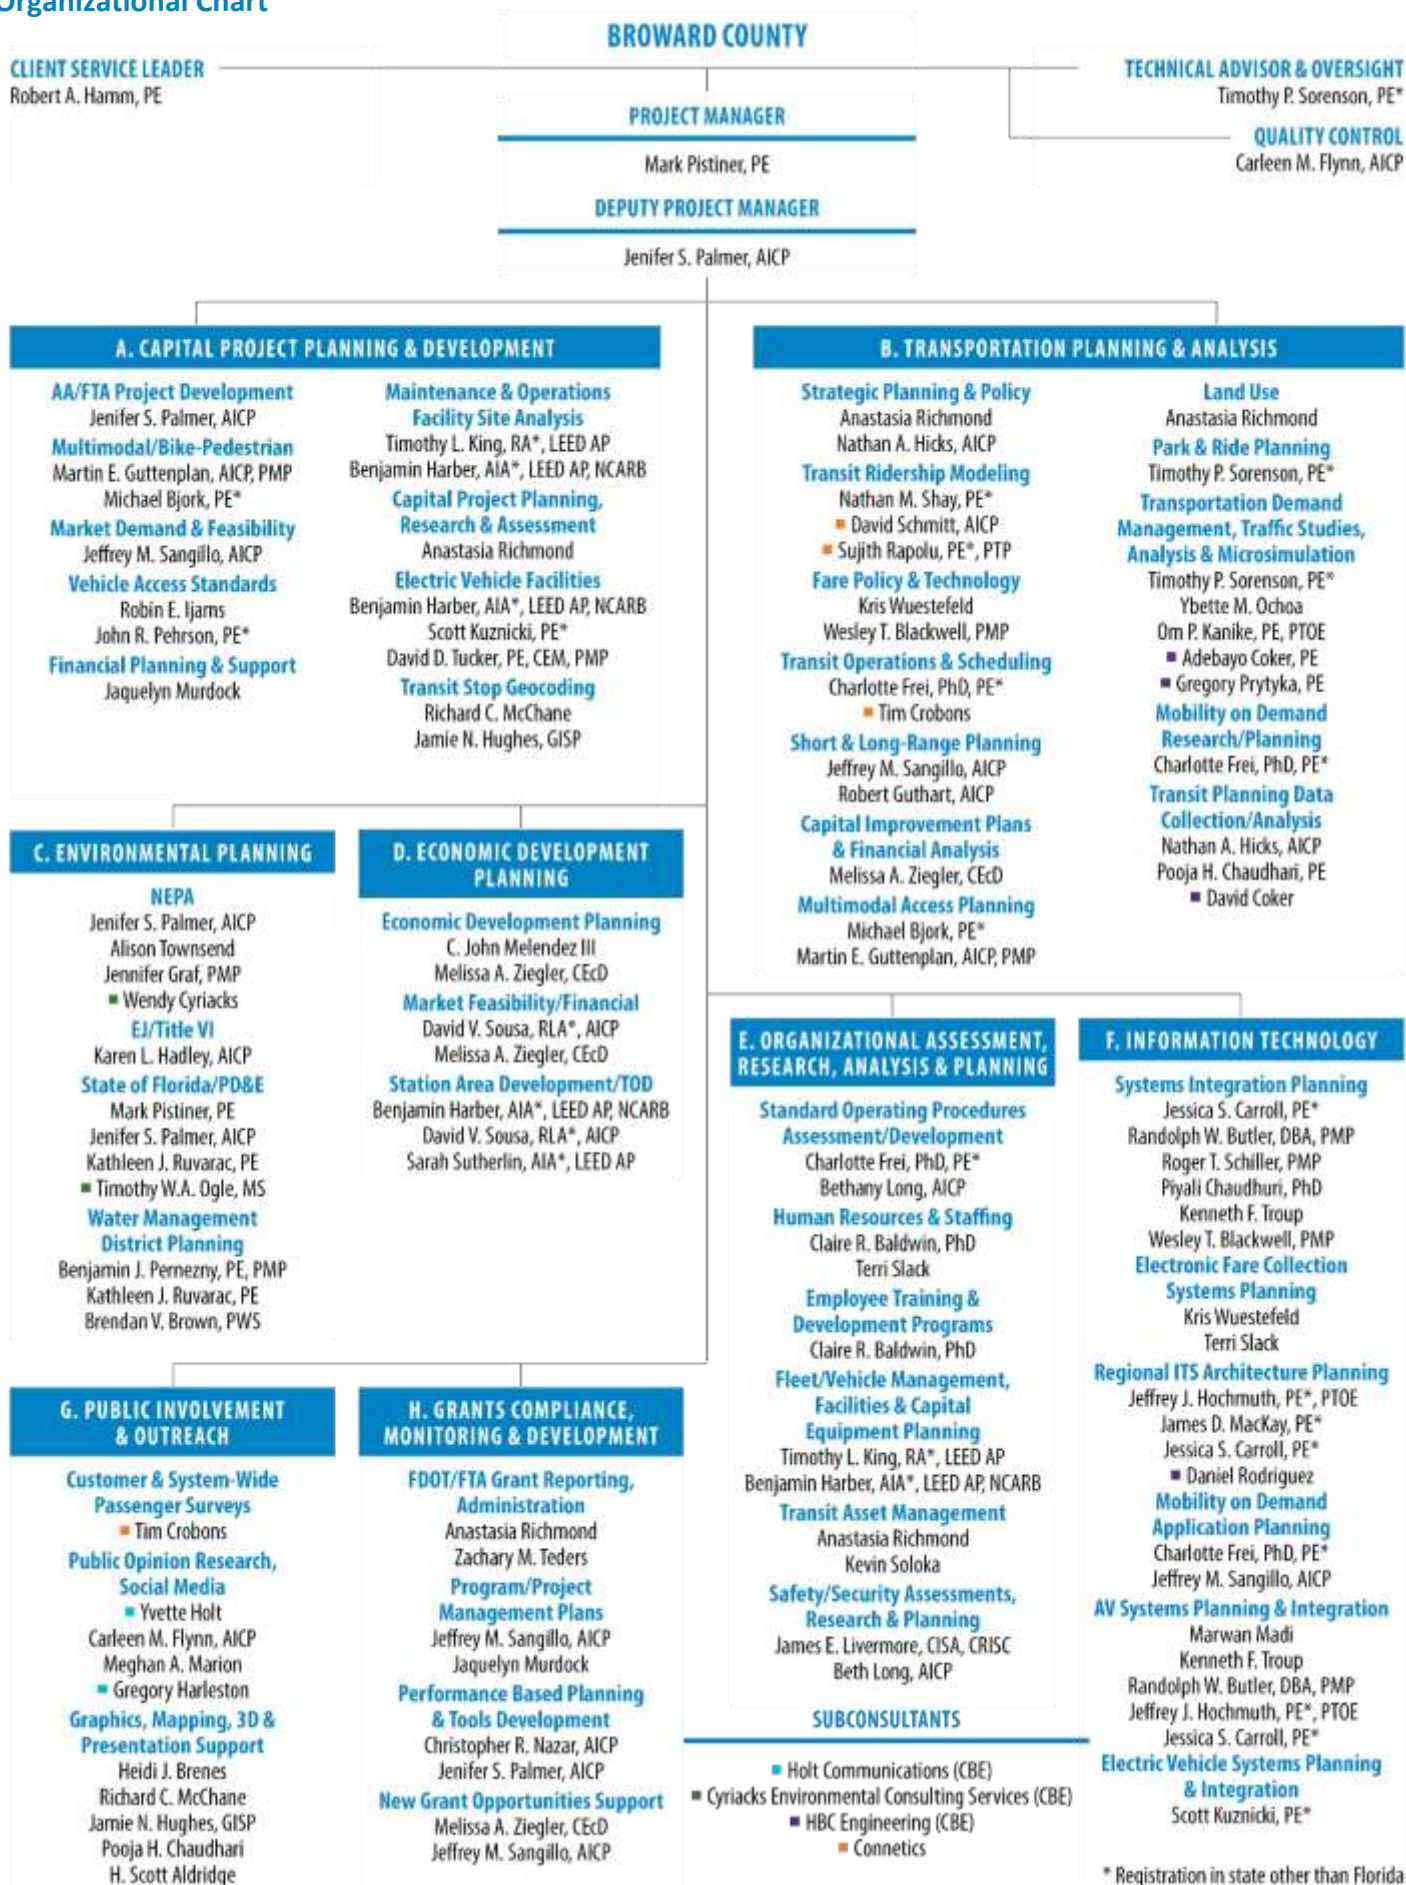 Organizational Chart
BROWARD COUNTY
CLIENT SERVICE LEADER
Robert A. Hamm, PE
TECHNICAL ADVISOR & OVERSIGHT
Timothy P. Sorenson, PE*
QUALITY CONTROL
Carleen M. Flynn, AICP
PROJECT MANAGER
Mark Pistiner, PE
DEPUTY PROJECT MANAGER
Jenifer S. Palmer, AICP
A. CAPITAL PROJECT PLANNING & DEVELOPMENT
AA/FTA Project Development
Jenifer S. Palmer, AICP
Multimodal/Bike-Pedestrian
Martin E. Guttenplan, AICP, PMP
Michael Bjork, PE*
Market Demand & Feasibility
Jeffrey M. Sangillo, AICP
Vehicle Access Standards
Robin E. Ijams
John R. Pehrson, PE*
Financial Planning & Support
Jaquelyn Murdock
Maintenance & Operations
Facility Site Analysis
Timothy L. King, RA*, LEED AP
Benjamin Harber, AIA*, LEED AP, NCARB
Capital Project Planning,
Research & Assessment
Anastasia Richmond
Electric Vehicle Facilities
Benjamin Harber, AIA*, LEED AP, NCARB
Scott Kuznicki, PE*
David D. Tucker, PE, CEM, PMP
Transit Stop Geocoding
Richard C. McChane
Jamie N. Hughes, GISP
B. TRANSPORTATION PLANNING & ANALYSIS
Strategic Planning & Policy
Anastasia Richmond
Nathan A. Hicks, AICP
Transit Ridership Modeling
Nathan M. Shay, PE*
David Schmitt, AICP
Sujith Rapolu, PE*, PTP
Fare Policy & Technology
Kris Wuestefeld
Wesley T. Blackwell, PMP
Transit Operations & Scheduling
Charlotte Frei, PhD, PE*
Tim Crobons
Short & Long-Range Planning
Jeffrey M. Sangillo, AICP
Robert Guthart, AICP
Capital Improvement Plans
& Financial Analysis
Melissa A. Ziegler, CEcD
Multimodal Access Planning
Michael Bjork, PE*
Martin E. Guttenplan, AICP, PMP
Land Use
Anastasia Richmond
Park & Ride Planning
Timothy P. Sorenson, PE*
Transportation Demand
Management, Traffic Studies,
Analysis & Microsimulation
Timothy P. Sorenson, PE*
Ybette M. Ochoa
Om P. Kanike, PE, PTOE
Adebayo Coker, PE
Gregory Prytyka, PE
Mobility on Demand
Research/Planning
Charlotte Frei, PhD, PE*
Transit Planning Data
Collection/Analysis
Nathan A. Hicks, AICP
Pooja H. Chaudhari, PE
David Coker
C. ENVIRONMENTAL PLANNING
NEPA
Jenifer S. Palmer, AICP
Alison Townsend
Jennifer Graf, PMP
Wendy Cyriacks
EJ/Title VI
Karen L. Hadley, AICP
State of Florida/PD&E
Mark Pistiner, PE
Jenifer S. Palmer, AICP
Kathleen J. Ruvarac, PE
Timothy W.A. Ogle, MS
Water Management
District Planning
Benjamin J. Pernezny, PE, PMP
Kathleen J. Ruvarac, PE
Brendan V. Brown, PWS
D. ECONOMIC DEVELOPMENT
PLANNING
Economic Development Planning
C. John Melendez III
Melissa A. Ziegler, CEcD
Market Feasibility/Financial
David V. Sousa, RLA*, AICP
Melissa A. Ziegler, CEcD
Station Area Development/TOD
Benjamin Harber, AIA*, LEED AP, NCARB
David V. Sousa, RLA*, AICP
Sarah Sutherlin, AIA*, LEED AP
E. ORGANIZATIONAL ASSESSMENT,
RESEARCH, ANALYSIS & PLANNING
Standard Operating Procedures
Assessment/Development
Charlotte Frei, PhD, PE*
Bethany Long, AICP
Human Resources & Staffing
Claire R. Baldwin, PhD
Terri Slack
Employee Training &
Development Programs
Claire R. Baldwin, PhD
Fleet/Vehicle Management,
Facilities & Capital
Equipment Planning
Timothy L. King, RA*, LEED AP
Benjamin Harber, AIA*, LEED AP, NCARB
Transit Asset Management
Anastasia Richmond
Kevin Soloka
Safety/Security Assessments,
Research & Planning
James E. Livermore, CISA, CRISC
Beth Long, AICP
F. INFORMATION TECHNOLOGY
Systems Integration Planning
Jessica S. Carroll, PE*
Randolph W. Butler, DBA, PMP
Roger T. Schiller, PMP
Piyali Chaudhuri, PhD
Kenneth F. Troup
Wesley T. Blackwell, PMP
Electronic Fare Collection
Systems Planning
Kris Wuestefeld
Terri Slack
Regional ITS Architecture Planning
Jeffrey J. Hochmuth, PE*, PTOE
James D. MacKay, PE*
Jessica S. Carroll, PE*
Daniel Rodriguez
Mobility on Demand
Application Planning
Charlotte Frei, PhD, PE*
Jeffrey M. Sangillo, AICP
AV Systems Planning & Integration
Marwan Madi
Kenneth F. Troup
Randolph W. Butler, DBA, PMP
Jeffrey J. Hochmuth, PE*, PTOE
Jessica S. Carroll, PE*
Electric Vehicle Systems Planning
& Integration
Scott Kuznicki, PE*
G. PUBLIC INVOLVEMENT
& OUTREACH
Customer & System-Wide
Passenger Surveys
Tim Crobons
Public Opinion Research,
Social Media
Yvette Holt
Carleen M. Flynn, AICP
Meghan A. Marion
Gregory Harleston
Graphics, Mapping, 3D &
Presentation Support
Heidi J. Brenes
Richard C. McChane
Jamie N. Hughes, GISP
Pooja H. Chaudhari
H. Scott Aldridge
H. GRANTS COMPLIANCE,
MONITORING & DEVELOPMENT
FDOT/FTA Grant Reporting,
Administration
Anastasia Richmond
Zachary M. Teders
Program/Project
Management Plans
Jeffrey M. Sangillo, AICP
Jaquelyn Murdock
Performance Based Planning
& Tools Development
Christopher R. Nazar, AICP
Jenifer S. Palmer, AICP
New Grant Opportunities Support
Melissa A. Ziegler, CEcD
Jeffrey M. Sangillo, AICP
SUBCONSULTANTS
Holt Communications (CBE)
Cyriacks Environmental Consulting Services (CBE)
HBC Engineering (CBE)
Connetics
* Registration in state other than Florida